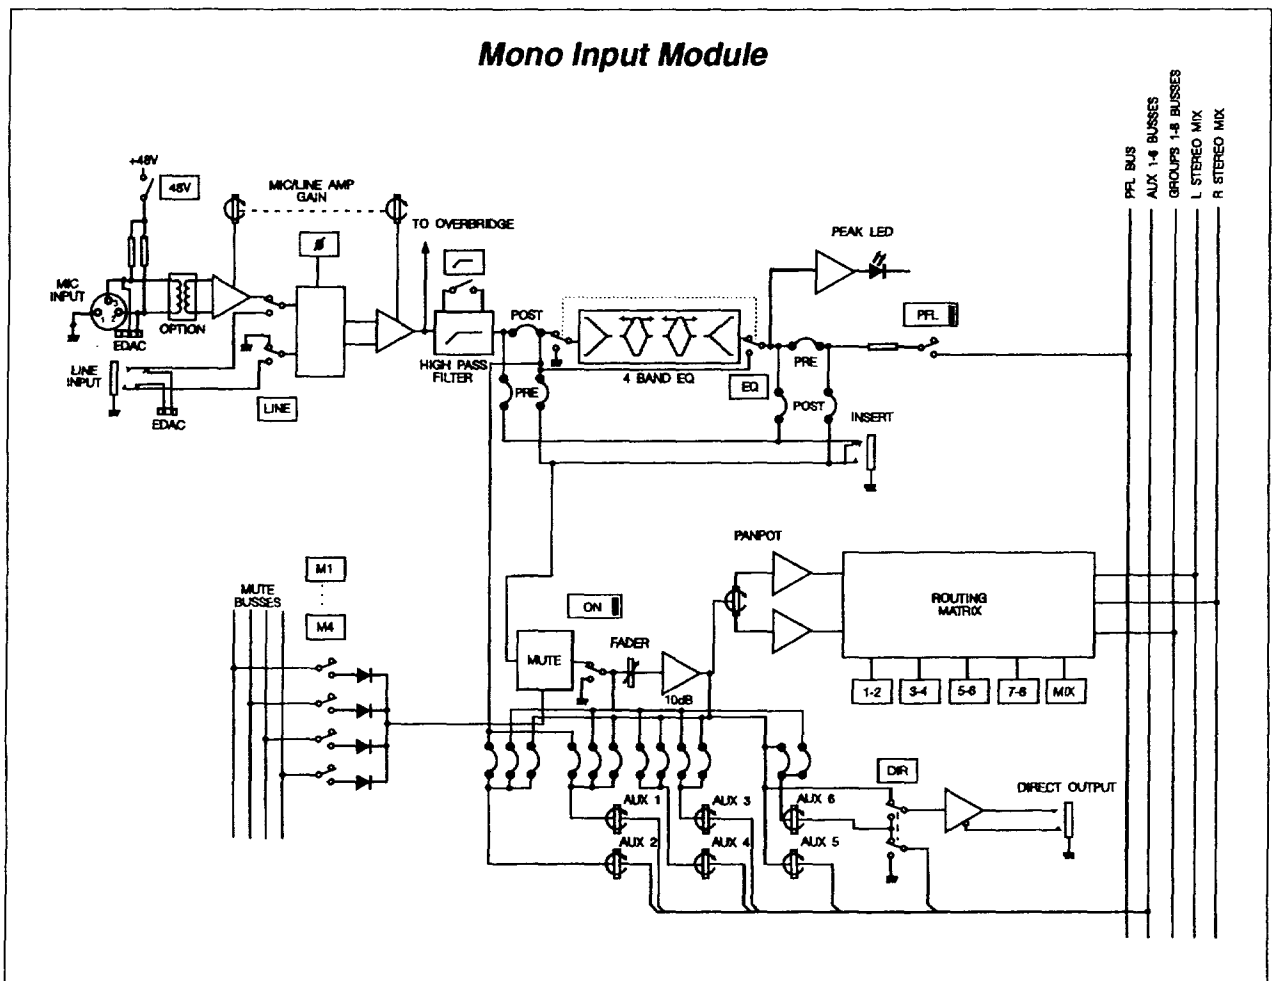 Mono Input Module
PFL BUS
AUX 1-6 BUSSES
GROUPS 1-8 BUSSES
L STEREO MIX
R STEREO MIX
+48V
48V
MIC/LINE AMP
GAIN
TO OVERBRIDGE
PEAK LED
ø
MIC
INPUT
3
1
2
OPTION
EDAC
POST
PFL
PRE
HIGH PASS
FILTER
4 BAND EQ
EQ
LINE
INPUT
PRE
POST
INSERT
LINE
EDAC
PANPOT
M1
MUTE
BUSSES
M4
ON
ROUTING
MATRIX
FADER
MUTE
10dB
1-2
3-4
5-6
7-8
MIX
DIR
DIRECT OUTPUT
AUX 1
AUX 3
AUX 6
AUX 2
AUX 4
AUX 5